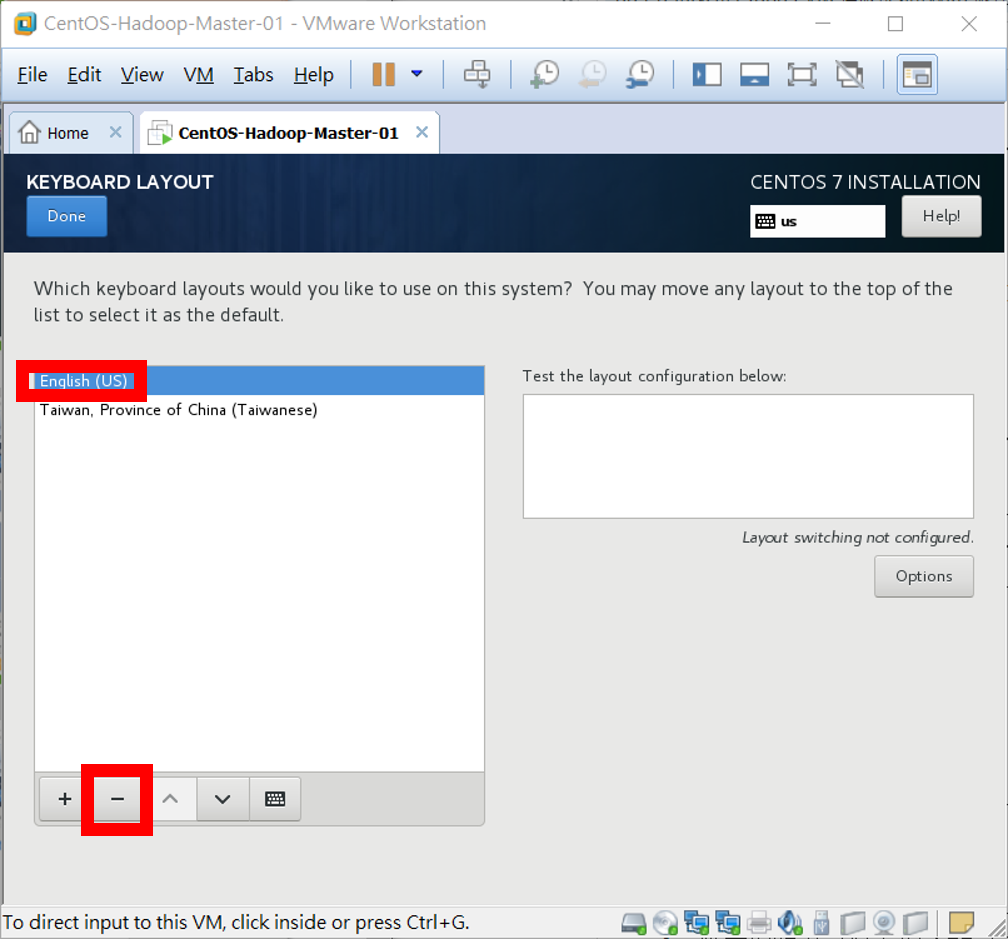 CentOS-Hadoop-Master-01 - VMware Workstation
File Edit View VM Tabs Help
Home CentOS-Hadoop-Master-01
KEYBOARD LAYOUT
CENTOS 7 INSTALLATION
Done
us
Help!
Which keyboard layouts would you like to use on this system?  You may move any layout to the top of the
list to select it as the default.
English (US)
Taiwan, Province of China (Taiwanese)
Test the layout configuration below:
Layout switching not configured.
Options
To direct input to this VM, click inside or press Ctrl+G.